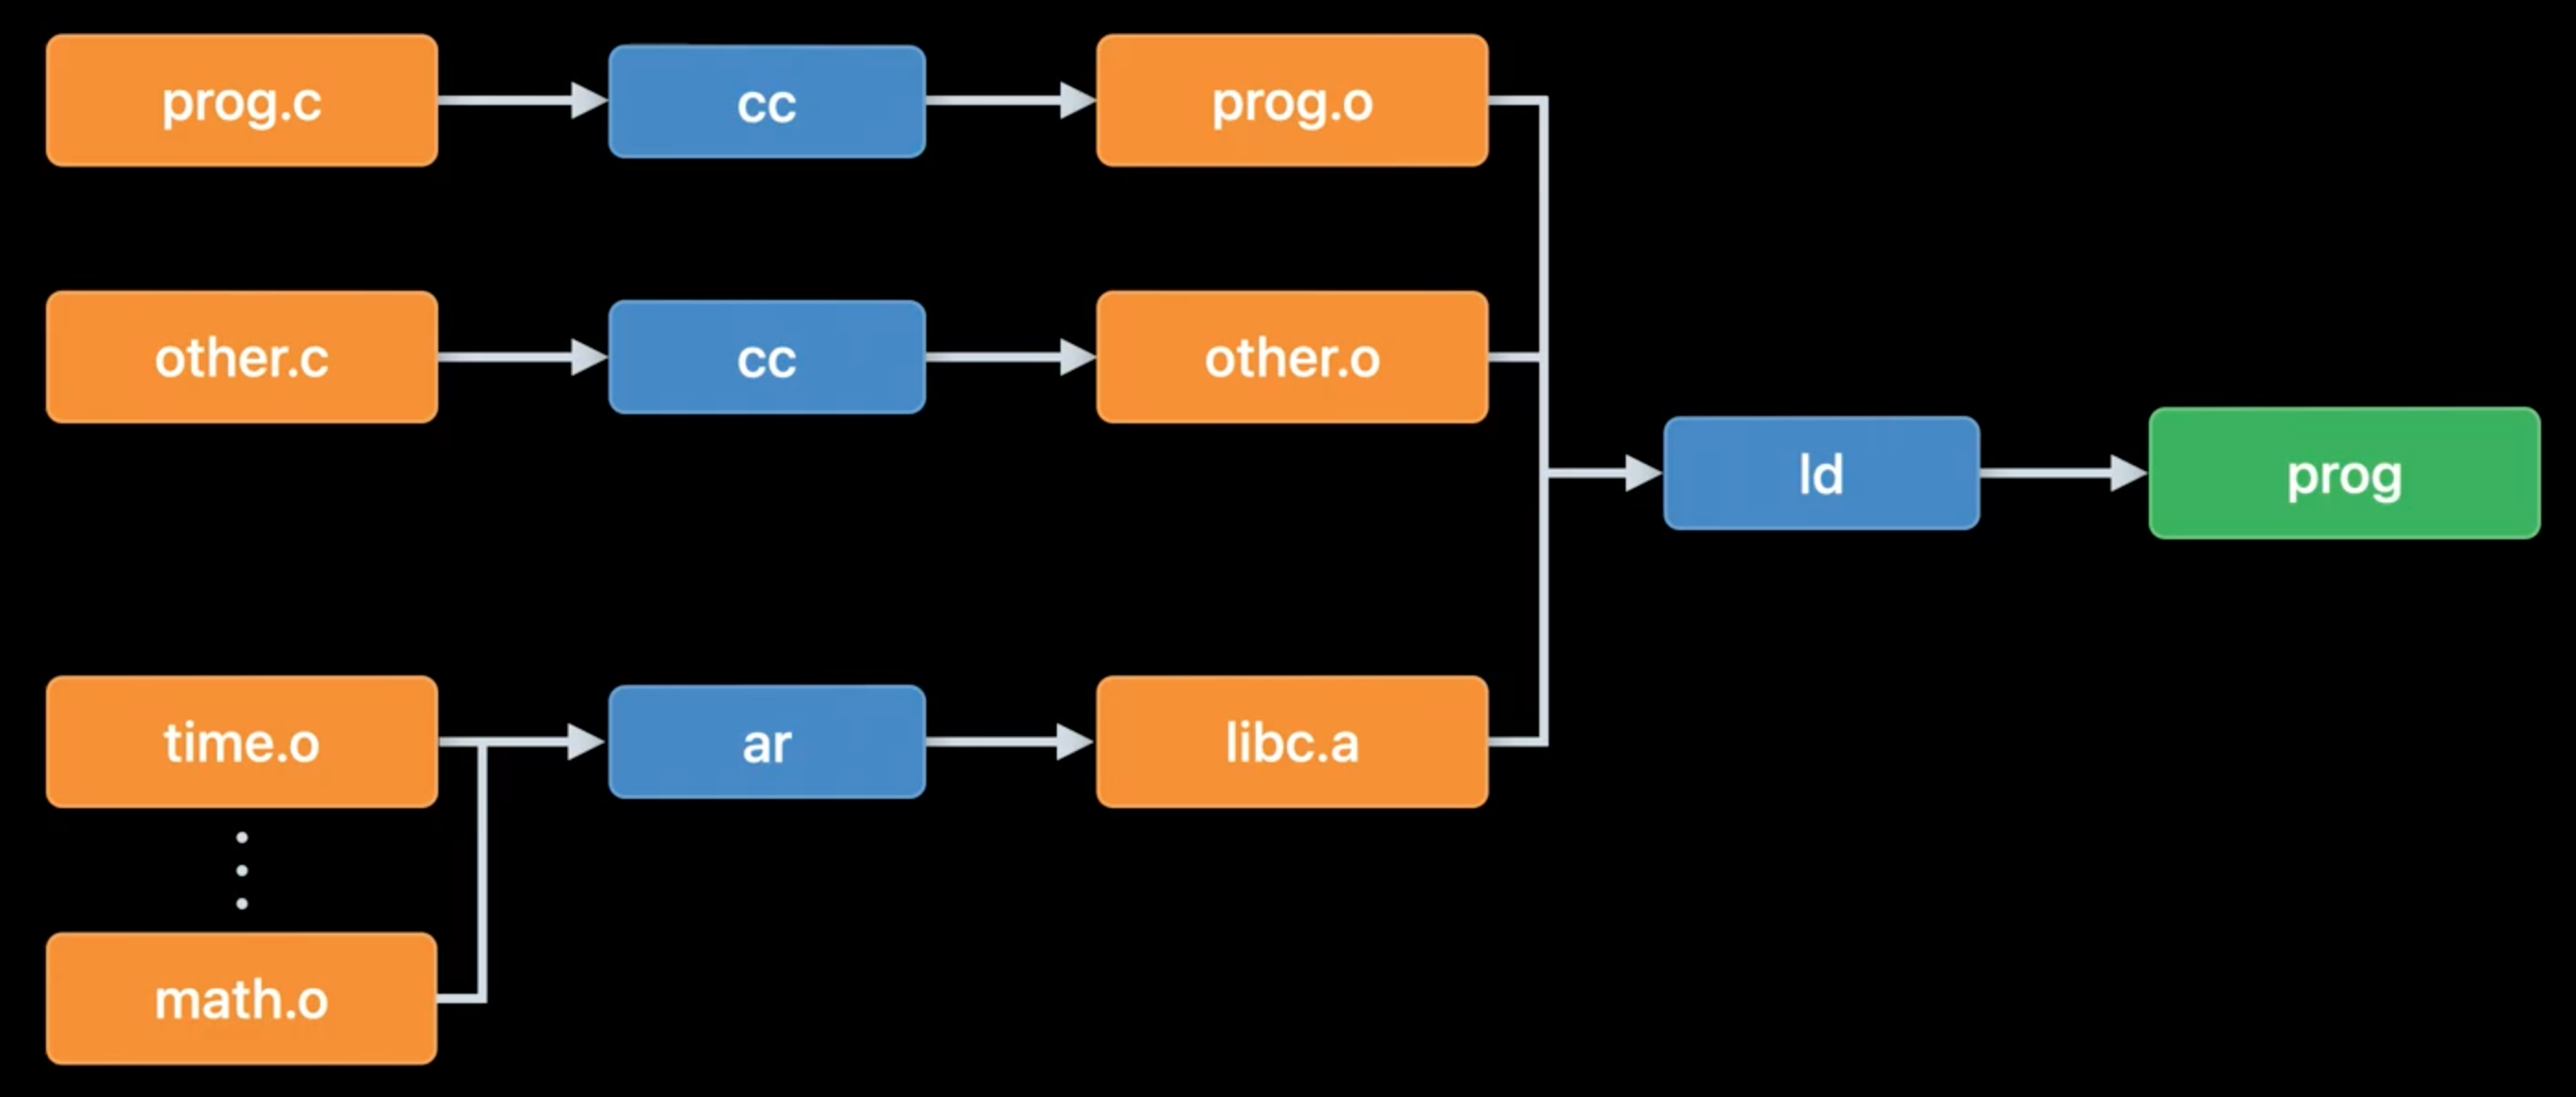 prog.c
cc
prog.o
other.c
cc
other.o
ld
prog
time.o
ar
libc.a
math.o